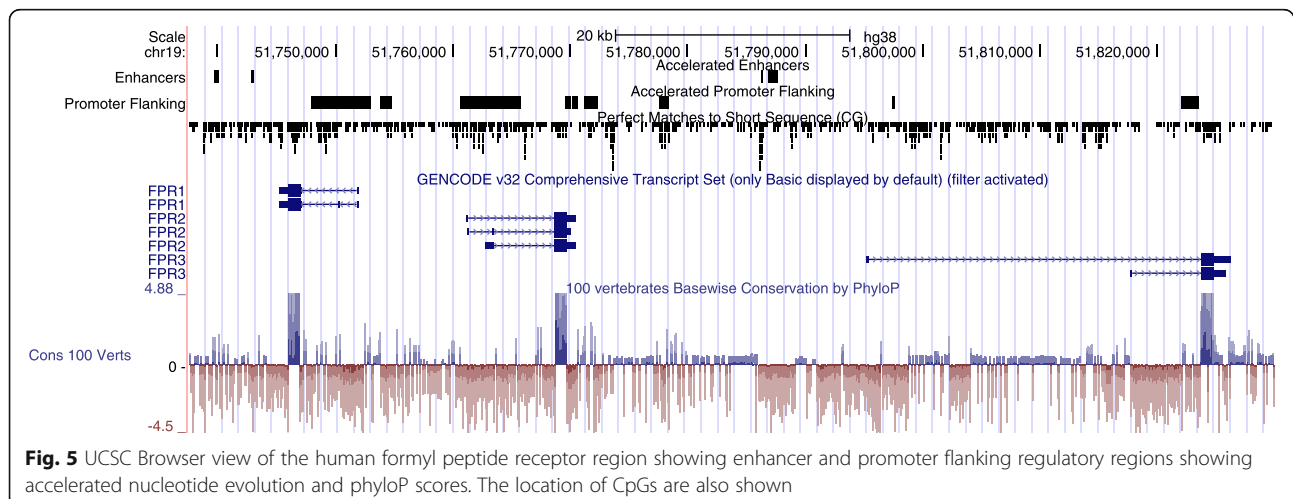 Scale 20 kb hg38
chr19: 51,750,000 51,760,000 51,770,000 51,780,000 51,790,000 51,800,000 51,810,000 51,820,000
Accelerated Enhancers
Enhancers
Accelerated Promoter Flanking
Promoter Flanking
Perfect Matches to Short Sequence (CG)
GENCODE v32 Comprehensive Transcript Set (only Basic displayed by default) (filter activated)
FPR1
FPR1
FPR2
FPR2
FPR2
FPR3
FPR3
4.88 _
100 vertebrates Basewise Conservation by PhyloP
Cons 100 Verts
0 -
-4.5 _
Fig. 5 UCSC Browser view of the human formyl peptide receptor region showing enhancer and promoter flanking regulatory regions showing
accelerated nucleotide evolution and phyloP scores. The location of CpGs are also shown